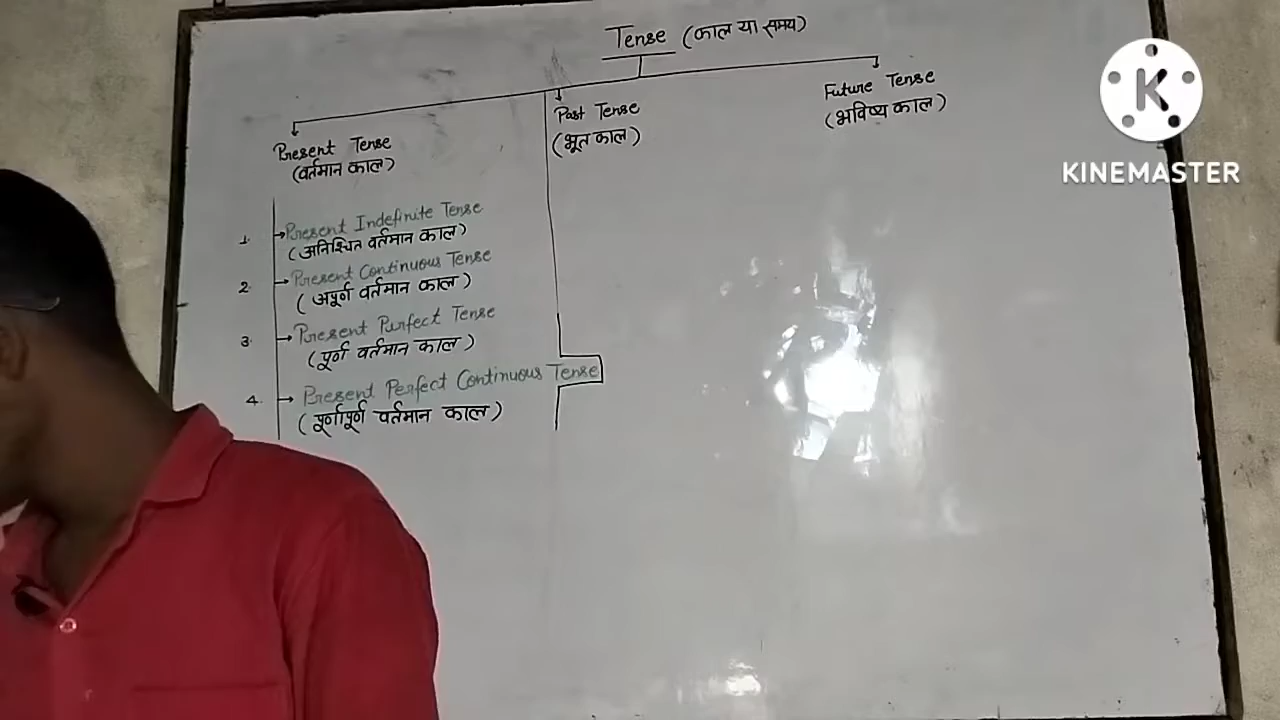 Tense (काल या समय)
Present Tense
(वर्तमान काल)
Past Tense
(भूत काल)
Future Tense
(भविष्य काल)
1. Present Indefinite Tense
(अनिश्चित वर्तमान काल)
2. Present Continuous Tense
(अपूर्ण वर्तमान काल)
3. Present Perfect Tense
(पूर्ण वर्तमान काल)
4. Present Perfect Continuous Tense
(पूर्णापूर्ण वर्तमान काल)
K
KINEMASTER